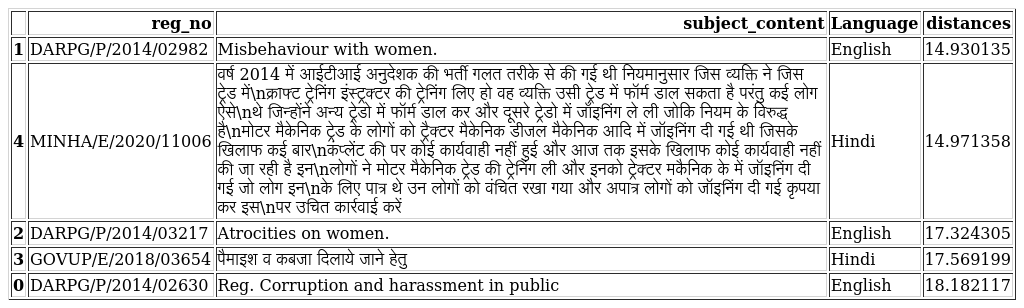 reg_no subject_content Language distances
1 DARPG/P/2014/02982 Misbehaviour with women. English 14.930135
वर्ष 2014 में आईटीआई अनुदेशक की भर्ती गलत तरीके से की गई थी नियमानुसार जिस व्यक्ति ने जिस
ट्रेड में\nक्राफ्ट ट्रेनिंग इंस्ट्रक्टर की ट्रेनिंग लिए हो वह व्यक्ति उसी ट्रेड में फॉर्म डाल सकता है परंतु कई लोग
ऐसे\nथे जिन्होंने अन्य ट्रेडो में फॉर्म डाल कर और दूसरे ट्रेडो में जॉइनिंग ले ली जोकि नियम के विरुद्ध
है\nमोटर मैकेनिक ट्रेड के लोगों को ट्रैक्टर मैकेनिक डीजल मैकेनिक आदि में जॉइनिंग दी गई थी जिसके
4 MINHA/E/2020/11006 खिलाफ कई बार\nकंप्लेंट की पर कोई कार्यवाही नहीं हुई और आज तक इसके खिलाफ कोई कार्यवाही नहीं Hindi 14.971358
की जा रही है इन\nलोगों ने मोटर मैकेनिक ट्रेड की ट्रेनिंग ली और इनको ट्रेक्टर मकैनिक के में जॉइनिंग दी
गई जो लोग इन\nके लिए पात्र थे उन लोगों को वंचित रखा गया और अपात्र लोगों को जॉइनिंग दी गई कृपया
कर इस\nपर उचित कार्रवाई करें
2 DARPG/P/2014/03217 Atrocities on women. English 17.324305
3 GOVUP/E/2018/03654 पैमाइश व कबजा दिलाये जाने हेतु Hindi 17.569199
0 DARPG/P/2014/02630 Reg. Corruption and harassment in public English 18.182117